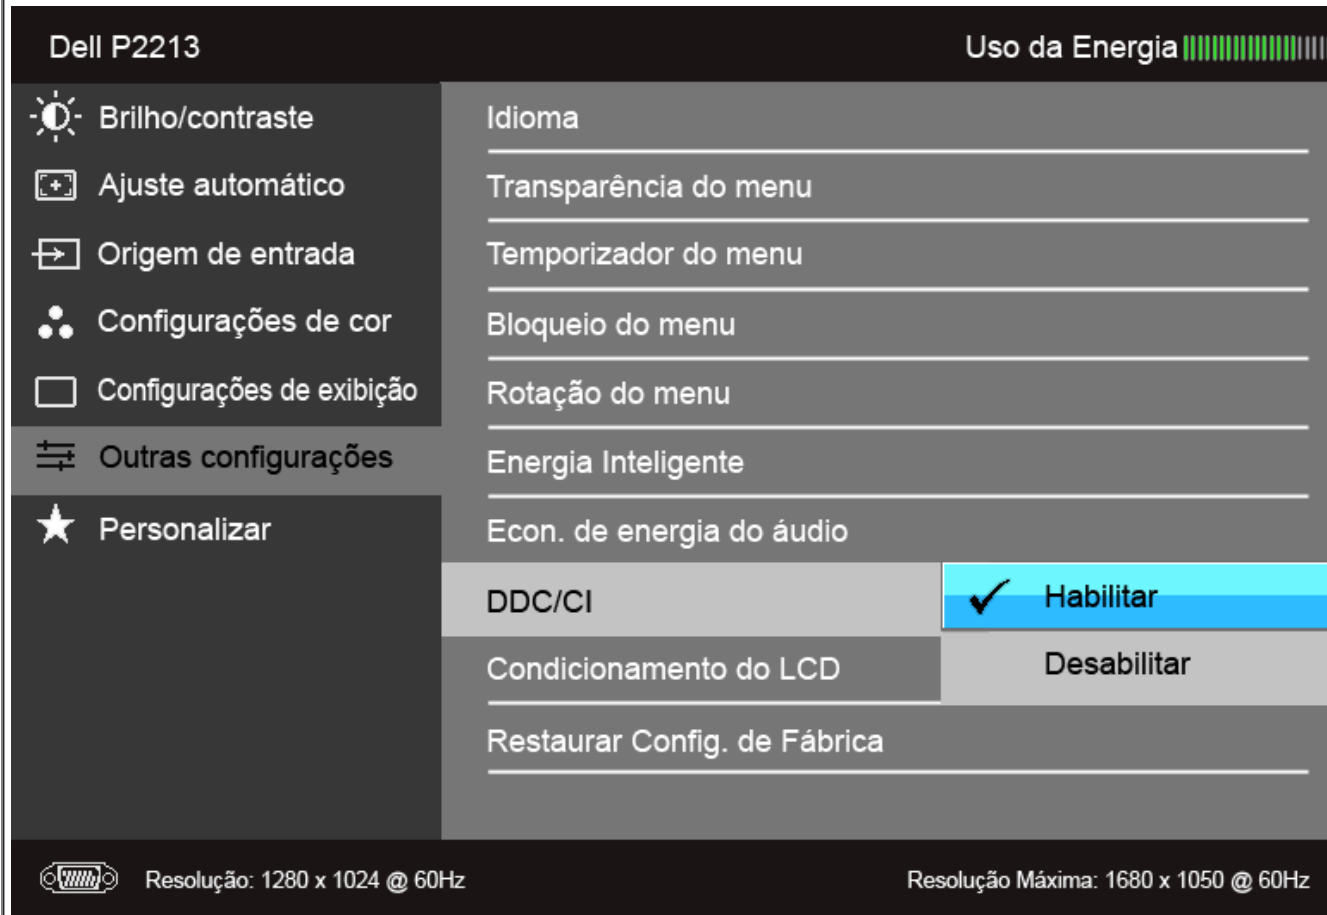 Dell P2213
Uso da Energia
Brilho/contraste
Ajuste automático
Origem de entrada
Configurações de cor
Configurações de exibição
Outras configurações
Personalizar
Idioma
Transparência do menu
Temporizador do menu
Bloqueio do menu
Rotação do menu
Energia Inteligente
Econ. de energia do áudio
DDC/CI
Habilitar
Desabilitar
Condicionamento do LCD
Restaurar Config. de Fábrica
Resolução: 1280 x 1024 @ 60Hz
Resolução Máxima: 1680 x 1050 @ 60Hz